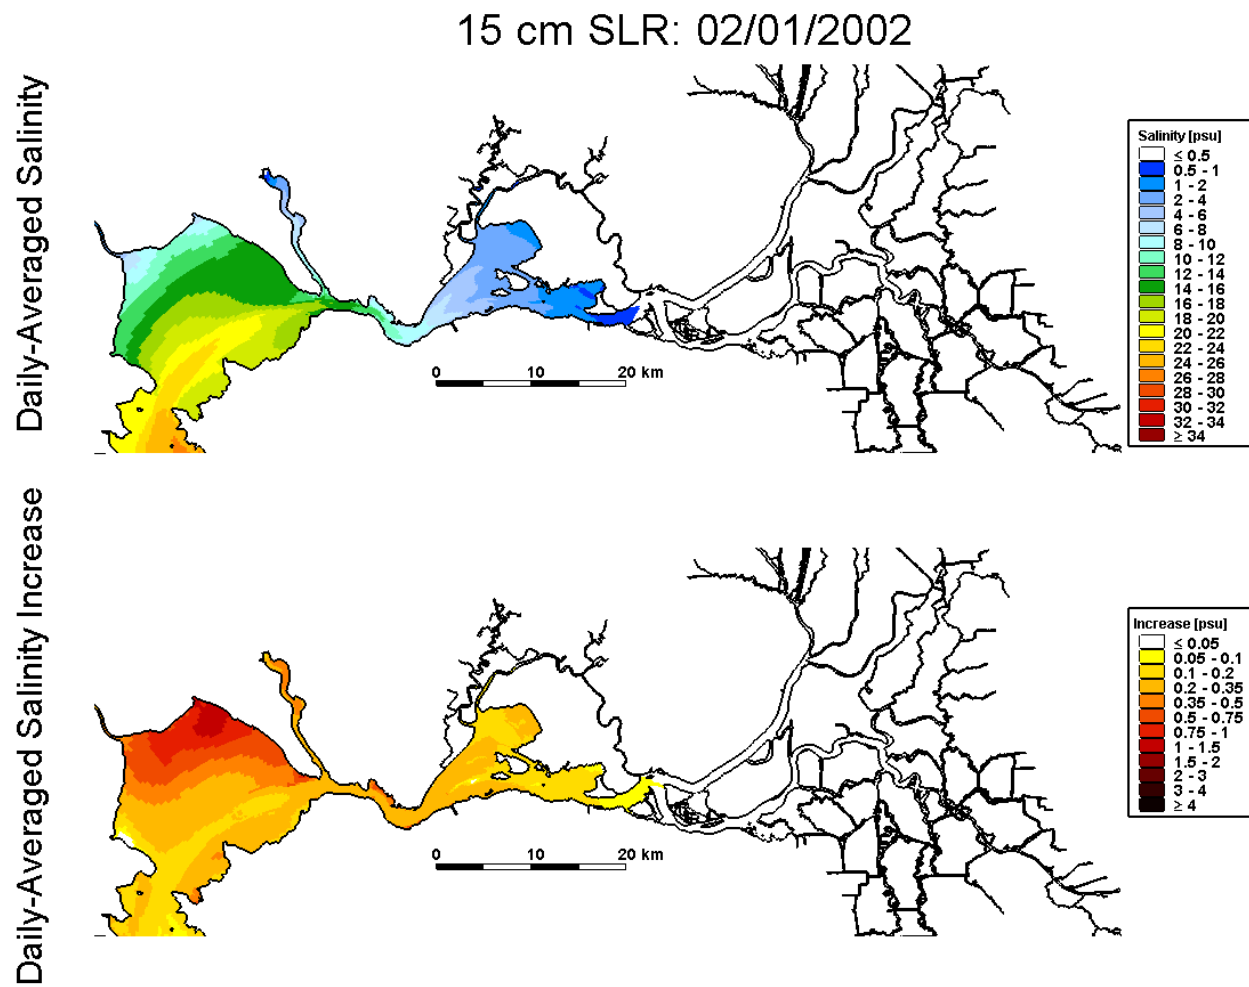 15 cm SLR: 02/01/2002
Daily-Averaged Salinity
Salinity [psu]
≤ 0.5
0.5 - 1
1 - 2
2 - 4
4 - 6
6 - 8
8 - 10
10 - 12
12 - 14
14 - 16
16 - 18
18 - 20
20 - 22
22 - 24
24 - 26
26 - 28
28 - 30
30 - 32
32 - 34
≥ 34
0 10 20 km
Daily-Averaged Salinity Increase
Increase [psu]
≤ 0.05
0.05 - 0.1
0.1 - 0.2
0.2 - 0.35
0.35 - 0.5
0.5 - 0.75
0.75 - 1
1 - 1.5
1.5 - 2
2 - 3
3 - 4
≥ 4
0 10 20 km